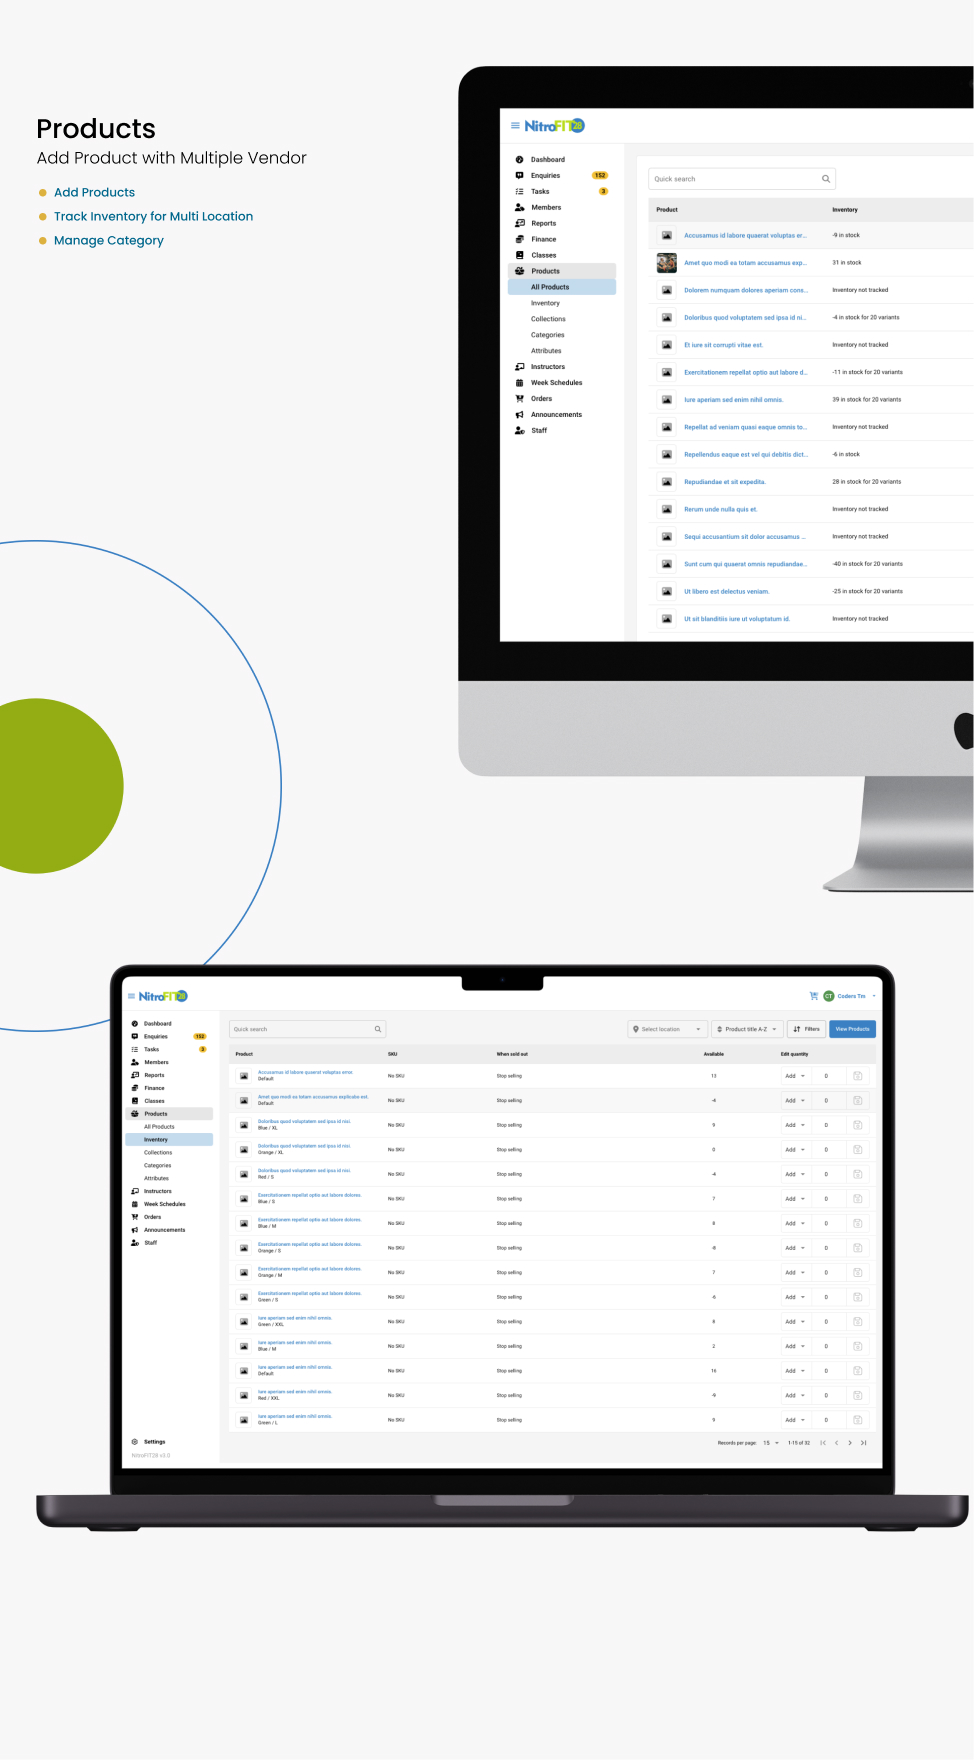 Products
Add Product with Multiple Vendor
Add Products
Track Inventory for Multi Location
Manage Category
NitroFIT28
Dashboard
Enquiries 152
Tasks 3
Members
Reports
Finance
Classes
Products
All Products
Inventory
Collections
Categories
Attributes
Instructors
Week Schedules
Orders
Announcements
Staff
Quick search
Product Inventory
Accusamus id labore quaerat voluptas er... -9 in stock
Amet quo modi ea totam accusamus exp... 31 in stock
Dolorem numquam dolores aperiam cons... Inventory not tracked
Doloribus quod voluptatem sed ipsa id ni... -4 in stock for 20 variants
Et iure sit corrupti vitae est. Inventory not tracked
Exercitationem repellat optio aut labore d... -11 in stock for 20 variants
Iure aperiam sed enim nihil omnis. 39 in stock for 20 variants
Repellat ad veniam quasi eaque omnis to... Inventory not tracked
Repellendus eaque est vel qui debitis dict... -6 in stock
Repudiandae et sit expedita. 28 in stock for 20 variants
Rerum unde nulla quis et. Inventory not tracked
Sequi accusantium sit dolor accusamus ... Inventory not tracked
Sunt cum qui quaerat omnis repudiandae... -40 in stock for 20 variants
Ut libero est delectus veniam. -25 in stock for 20 variants
Ut sit blanditiis iure ut voluptatum id. Inventory not tracked
NitroFIT28
CT Coders Tm
Dashboard
Enquiries 152
Tasks 3
Members
Reports
Finance
Classes
Products
All Products
Inventory
Collections
Categories
Attributes
Instructors
Week Schedules
Orders
Announcements
Staff
Settings
NitroFIT28 v3.0
Quick search Select location Product title A-Z Filters View Products
Product SKU When sold out Available Edit quantity
Accusamus id labore quaerat voluptas error.
Default No SKU Stop selling 13 Add 0
Amet quo modi ea totam accusamus explicabo est.
Default No SKU Stop selling -4 Add 0
Doloribus quod voluptatem sed ipsa id nisi.
Blue / XL No SKU Stop selling 9 Add 0
Doloribus quod voluptatem sed ipsa id nisi.
Orange / XL No SKU Stop selling 0 Add 0
Doloribus quod voluptatem sed ipsa id nisi.
Red / S No SKU Stop selling -4 Add 0
Exercitationem repellat optio aut labore dolores.
Blue / S No SKU Stop selling 7 Add 0
Exercitationem repellat optio aut labore dolores.
Blue / M No SKU Stop selling 8 Add 0
Exercitationem repellat optio aut labore dolores.
Orange / S No SKU Stop selling -8 Add 0
Exercitationem repellat optio aut labore dolores.
Orange / M No SKU Stop selling 7 Add 0
Exercitationem repellat optio aut labore dolores.
Green / S No SKU Stop selling -6 Add 0
Iure aperiam sed enim nihil omnis.
Green / XXL No SKU Stop selling 8 Add 0
Iure aperiam sed enim nihil omnis.
Blue / M No SKU Stop selling 2 Add 0
Iure aperiam sed enim nihil omnis.
Default No SKU Stop selling 16 Add 0
Iure aperiam sed enim nihil omnis.
Red / XXL No SKU Stop selling -9 Add 0
Iure aperiam sed enim nihil omnis.
Green / L No SKU Stop selling 9 Add 0
Records per page: 15 1-15 of 32